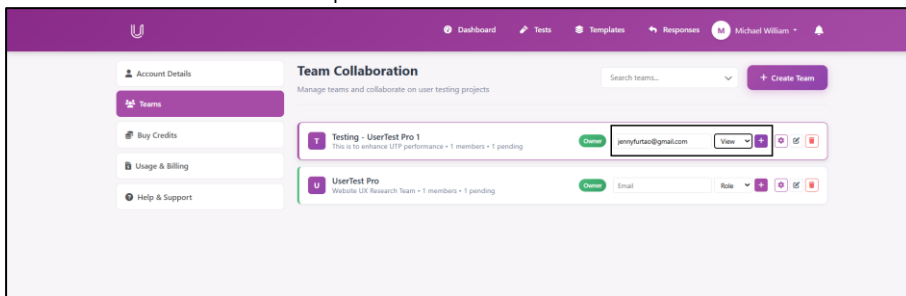 Dashboard Tests Templates Responses M Michael William
Account Details
Teams
Buy Credits
Usage & Billing
Help & Support
Team Collaboration
Manage teams and collaborate on user testing projects
Search teams...
+ Create Team
T
Testing - UserTest Pro 1
This is to enhance UTP performance • 1 members • 1 pending
Owner jennyfurtao@gmail.com View +
U
UserTest Pro
Website UX Research Team • 1 members • 1 pending
Owner Email Role +